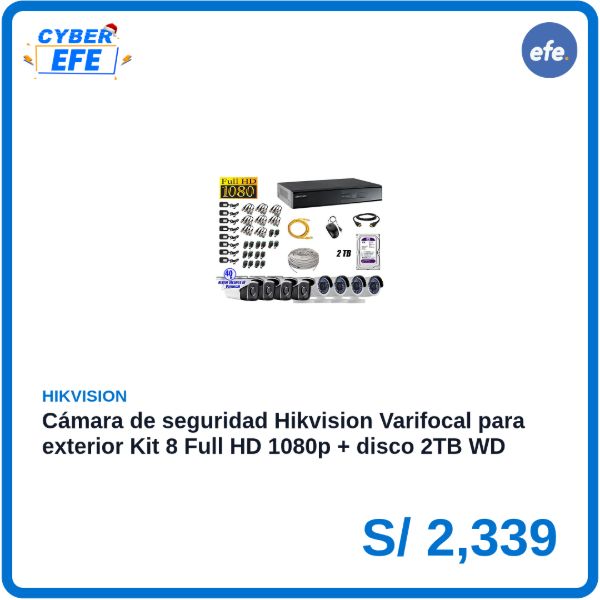 CYBER
EFE
efe.
Full HD
1080
2 TB
HIKVISION
Cámara de seguridad Hikvision Varifocal para
exterior Kit 8 Full HD 1080p + disco 2TB WD
S/ 2,339